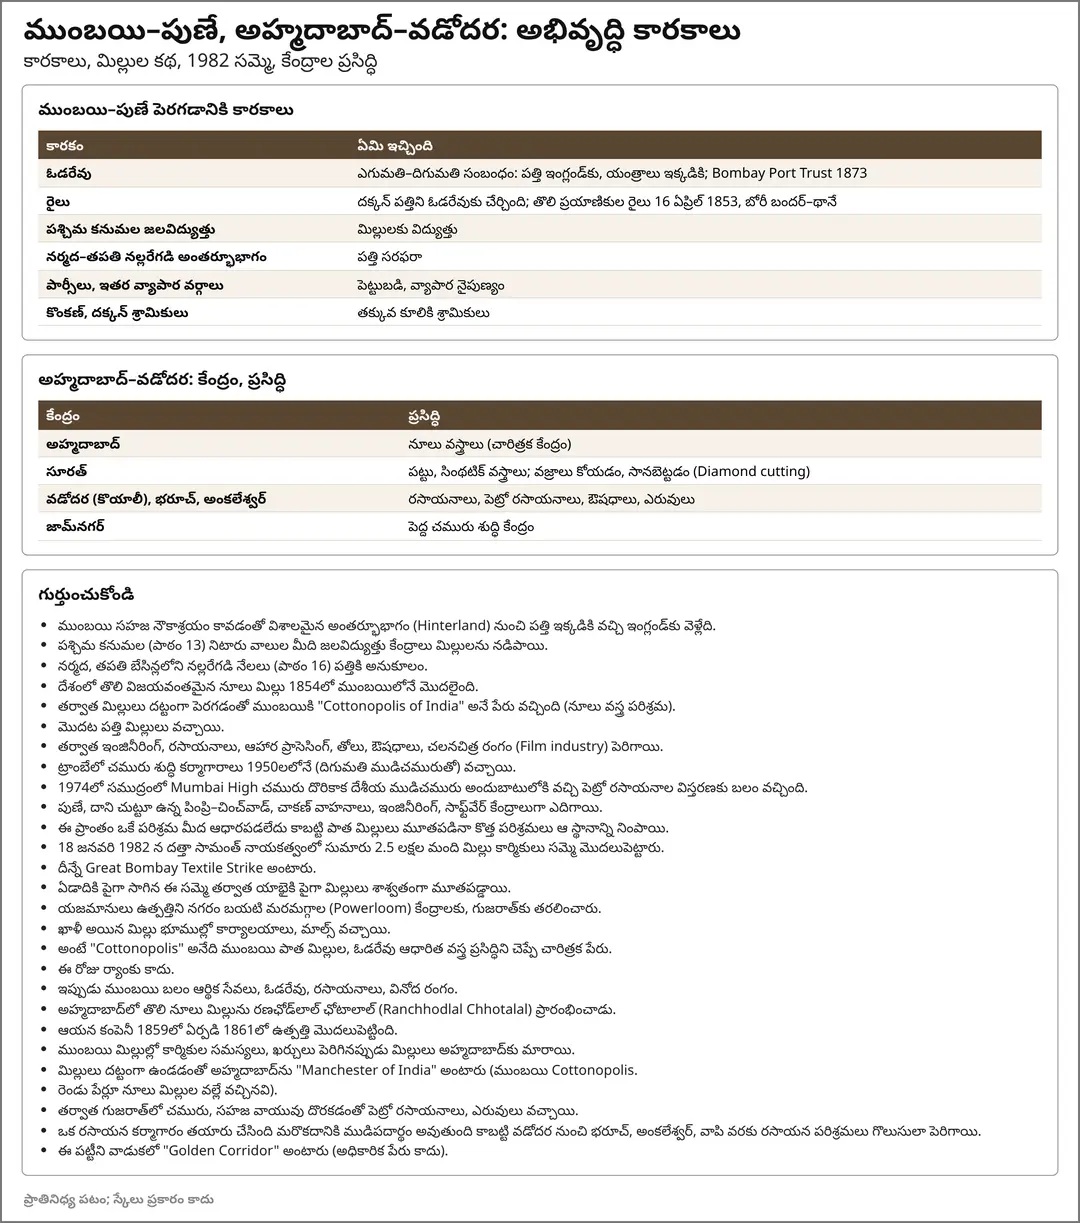 ముంబయి–పుణే, అహ్మదాబాద్–వడోదర: అభివృద్ధి కారకాలు
కారకాలు, మిల్లుల కథ, 1982 సమ్మె, కేంద్రాల ప్రసిద్ధి
ముంబయి–పుణే పెరగడానికి కారకాలు
కారకం ఏమి ఇచ్చింది
ఓడరేవు ఎగుమతి–దిగుమతి సంబంధం: పత్తి ఇంగ్లండ్‌కు, యంత్రాలు ఇక్కడికి; Bombay Port Trust 1873
రైలు దక్కన్ పత్తిని ఓడరేవుకు చేర్చింది; తొలి ప్రయాణికుల రైలు 16 ఏప్రిల్ 1853, బోరీ బందర్–థానే
పశ్చిమ కనుమల జలవిద్యుత్తు మిల్లులకు విద్యుత్తు
నర్మద–తపతి నల్లరేగడి అంతర్భూభాగం పత్తి సరఫరా
పార్సీలు, ఇతర వ్యాపార వర్గాలు పెట్టుబడి, వ్యాపార నైపుణ్యం
కొంకణ్, దక్కన్ శ్రామికులు తక్కువ కూలికి శ్రామికులు
అహ్మదాబాద్–వడోదర: కేంద్రం, ప్రసిద్ధి
కేంద్రం ప్రసిద్ధి
అహ్మదాబాద్ నూలు వస్త్రాలు (చారిత్రక కేంద్రం)
సూరత్ పట్టు, సింథటిక్ వస్త్రాలు; వజ్రాలు కోయడం, సానబెట్టడం (Diamond cutting)
వడోదర (కొయాలీ), భరూచ్, అంకలేశ్వర్ రసాయనాలు, పెట్రో రసాయనాలు, ఔషధాలు, ఎరువులు
జామ్‌నగర్ పెద్ద చమురు శుద్ధి కేంద్రం
గుర్తుంచుకోండి
• ముంబయి సహజ నౌకాశ్రయం కావడంతో విశాలమైన అంతర్భూభాగం (Hinterland) నుంచి పత్తి ఇక్కడికి వచ్చి ఇంగ్లండ్‌కు వెళ్లేది.
• పశ్చిమ కనుమల (పాఠం 13) నిటారు వాలుల మీది జలవిద్యుత్తు కేంద్రాలు మిల్లులను నడిపాయి.
• నర్మద, తపతి బేసిన్లలోని నల్లరేగడి నేలలు (పాఠం 16) పత్తికి అనుకూలం.
• దేశంలో తొలి విజయవంతమైన నూలు మిల్లు 1854లో ముంబయిలోనే మొదలైంది.
• తర్వాత మిల్లులు దట్టంగా పెరగడంతో ముంబయికి "Cottonopolis of India" అనే పేరు వచ్చింది (నూలు వస్త్ర పరిశ్రమ).
• మొదట పత్తి మిల్లులు వచ్చాయి.
• తర్వాత ఇంజినీరింగ్, రసాయనాలు, ఆహార ప్రాసెసింగ్, తోలు, ఔషధాలు, చలనచిత్ర రంగం (Film industry) పెరిగాయి.
• ట్రాంబేలో చమురు శుద్ధి కర్మాగారాలు 1950లలోనే (దిగుమతి ముడిచమురుతో) వచ్చాయి.
• 1974లో సముద్రంలో Mumbai High చమురు దొరికాక దేశీయ ముడిచమురు అందుబాటులోకి వచ్చి పెట్రో రసాయనాల విస్తరణకు బలం వచ్చింది.
• పుణే, దాని చుట్టూ ఉన్న పింప్రి–చించ్‌వాడ్, చాకణ్ వాహనాలు, ఇంజినీరింగ్, సాఫ్ట్‌వేర్ కేంద్రాలుగా ఎదిగాయి.
• ఈ ప్రాంతం ఒకే పరిశ్రమ మీద ఆధారపడలేదు కాబట్టి పాత మిల్లులు మూతపడినా కొత్త పరిశ్రమలు ఆ స్థానాన్ని నింపాయి.
• 18 జనవరి 1982 న దత్తా సామంత్ నాయకత్వంలో సుమారు 2.5 లక్షల మంది మిల్లు కార్మికులు సమ్మె మొదలుపెట్టారు.
• దీన్నే Great Bombay Textile Strike అంటారు.
• ఏడాదికి పైగా సాగిన ఈ సమ్మె తర్వాత యాభైకి పైగా మిల్లులు శాశ్వతంగా మూతపడ్డాయి.
• యజమానులు ఉత్పత్తిని నగరం బయటి మరమగ్గాల (Powerloom) కేంద్రాలకు, గుజరాత్‌కు తరలించారు.
• ఖాళీ అయిన మిల్లు భూముల్లో కార్యాలయాలు, మాల్స్ వచ్చాయి.
• అంటే "Cottonopolis" అనేది ముంబయి పాత మిల్లుల, ఓడరేవు ఆధారిత వస్త్ర ప్రసిద్ధిని చెప్పే చారిత్రక పేరు.
• ఈ రోజు ర్యాంకు కాదు.
• ఇప్పుడు ముంబయి బలం ఆర్థిక సేవలు, ఓడరేవు, రసాయనాలు, వినోద రంగం.
• అహ్మదాబాద్‌లో తొలి నూలు మిల్లును రణఛోడ్‌లాల్ ఛోటాలాల్ (Ranchhodlal Chhotalal) ప్రారంభించాడు.
• ఆయన కంపెనీ 1859లో ఏర్పడి 1861లో ఉత్పత్తి మొదలుపెట్టింది.
• ముంబయి మిల్లుల్లో కార్మికుల సమస్యలు, ఖర్చులు పెరిగినప్పుడు మిల్లులు అహ్మదాబాద్‌కు మారాయి.
• మిల్లులు దట్టంగా ఉండడంతో అహ్మదాబాద్‌ను "Manchester of India" అంటారు (ముంబయి Cottonopolis.
• రెండు పేర్లూ నూలు మిల్లుల వల్లే వచ్చినవి).
• తర్వాత గుజరాత్‌లో చమురు, సహజ వాయువు దొరకడంతో పెట్రో రసాయనాలు, ఎరువులు వచ్చాయి.
• ఒక రసాయన కర్మాగారం తయారు చేసింది మరొకదానికి ముడిపదార్థం అవుతుంది కాబట్టి వడోదర నుంచి భరూచ్, అంకలేశ్వర్, వాపి వరకు రసాయన పరిశ్రమలు గొలుసులా పెరిగాయి.
• ఈ పట్టీని వాడుకలో "Golden Corridor" అంటారు (అధికారిక పేరు కాదు).
ప్రాతినిధ్య పటం; స్కేలు ప్రకారం కాదు